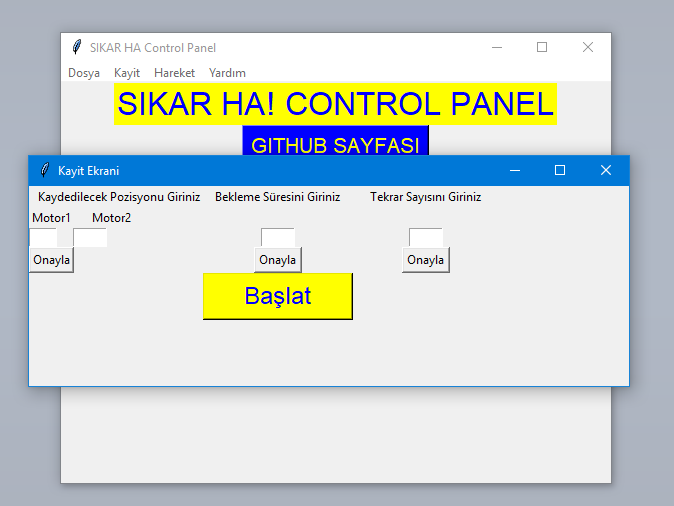 SIKAR HA Control Panel
Dosya Kayit Hareket Yardım
SIKAR HA! CONTROL PANEL
GITHUB SAYFASI
Kayit Ekrani
Kaydedilecek Pozisyonu Giriniz Bekleme Süresini Giriniz Tekrar Sayısını Giriniz
Motor1 Motor2
Onayla Onayla Onayla
Başlat